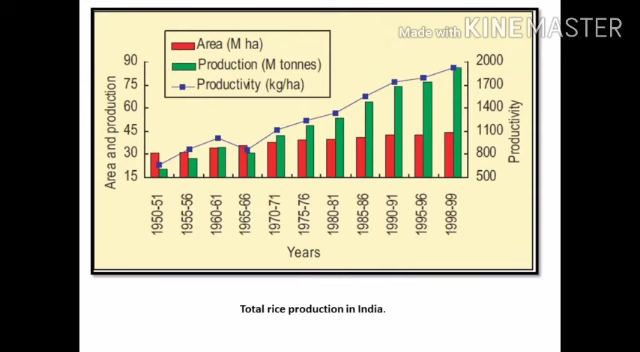 Made with KINEMASTER
Area (M ha)
Production (M tonnes)
Productivity (kg/ha)
90
75
60
45
30
15
Area and production
2000
1700
1400
1100
800
500
Productivity
1950-51
1955-56
1960-61
1965-66
1970-71
1975-76
1980-81
1985-86
1990-91
1995-96
1998-99
Years
Total rice production in India.